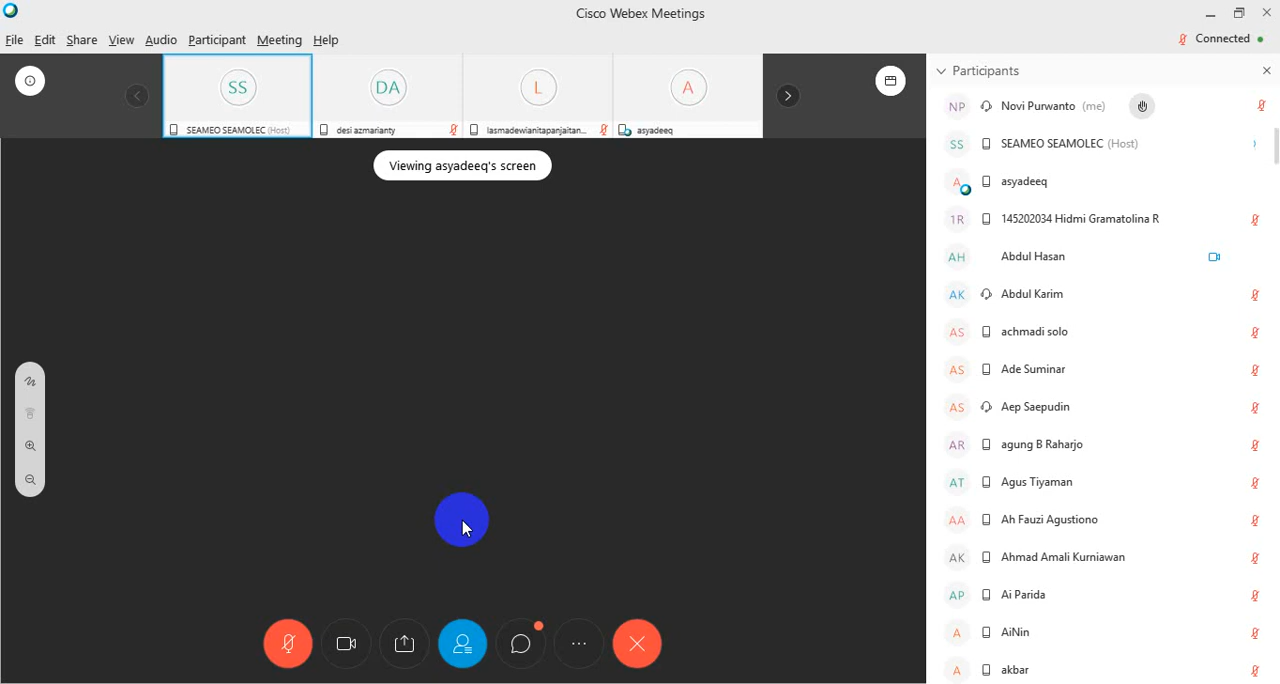 Cisco Webex Meetings
File Edit Share View Audio Participant Meeting Help
Connected
SS
DA
L
A
SEAMEO SEAMOLEC (Host)
desi azmarianty
lasmadewianitapanjaitan...
asyadeeq
Viewing asyadeeq's screen
Participants
NP Novi Purwanto (me)
SS SEAMEO SEAMOLEC (Host)
A asyadeeq
1R 145202034 Hidmi Gramatolina R
AH Abdul Hasan
AK Abdul Karim
AS achmadi solo
AS Ade Suminar
AS Aep Saepudin
AR agung B Raharjo
AT Agus Tiyaman
AA Ah Fauzi Agustiono
AK Ahmad Amali Kurniawan
AP Ai Parida
A AiNin
A akbar